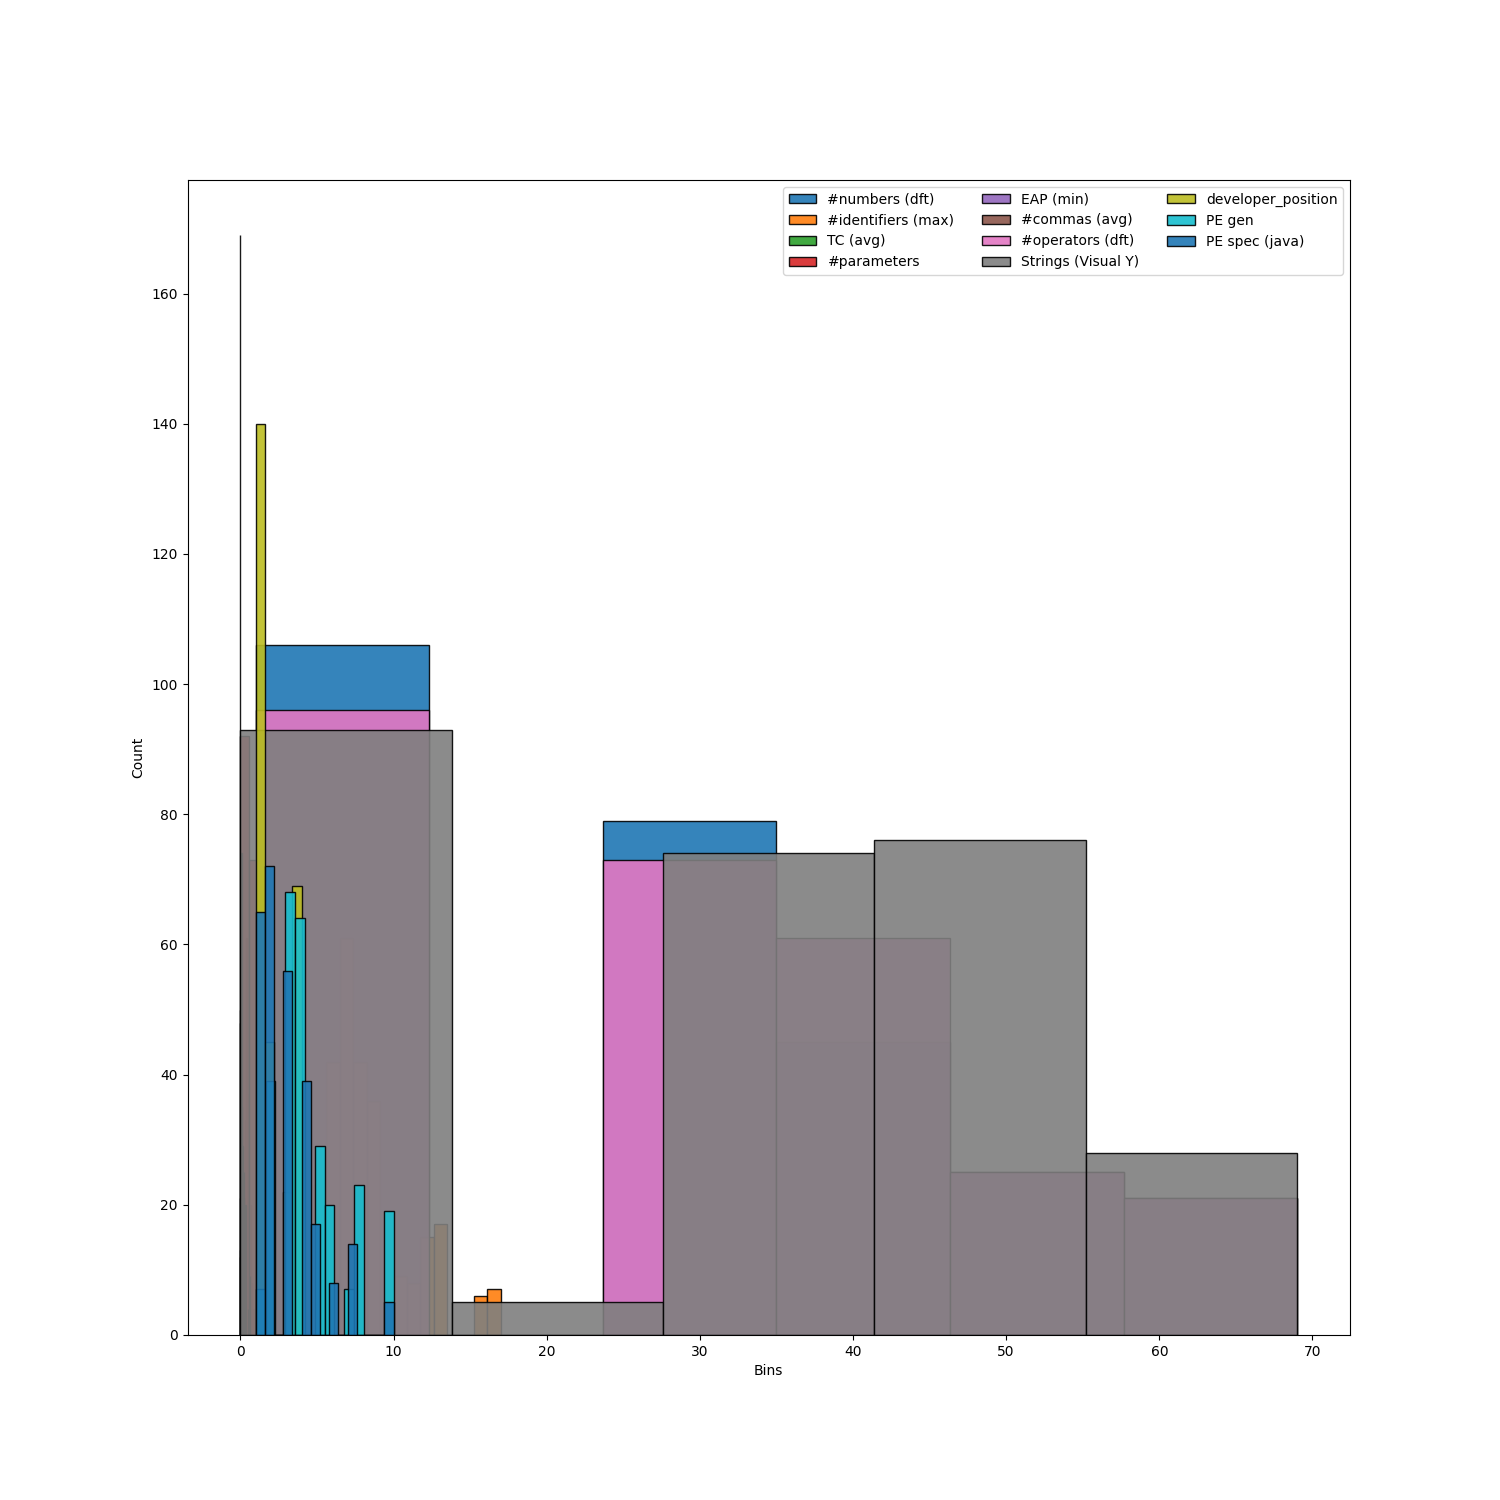 #numbers (dft)
#identifiers (max)
TC (avg)
#parameters
EAP (min)
#commas (avg)
#operators (dft)
Strings (Visual Y)
developer_position
PE gen
PE spec (java)
160
140
120
100
80
60
40
20
0
Count
0 10 20 30 40 50 60 70
Bins